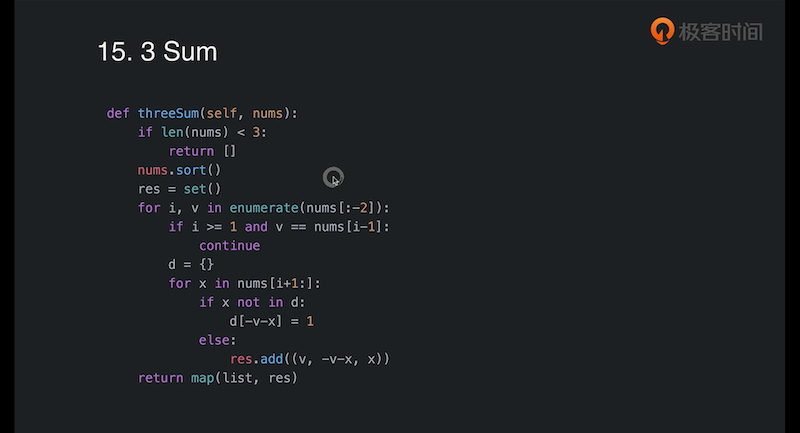 极客时间
15. 3 Sum
def threeSum(self, nums):
    if len(nums) < 3:
        return []
    nums.sort()
    res = set()
    for i, v in enumerate(nums[:-2]):
        if i >= 1 and v == nums[i-1]:
            continue
        d = {}
        for x in nums[i+1:]:
            if x not in d:
                d[-v-x] = 1
            else:
                res.add((v, -v-x, x))
    return map(list, res)